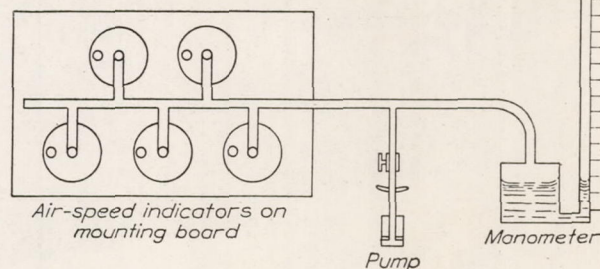 Air-speed indicators on
mounting board
Pump
Manometer